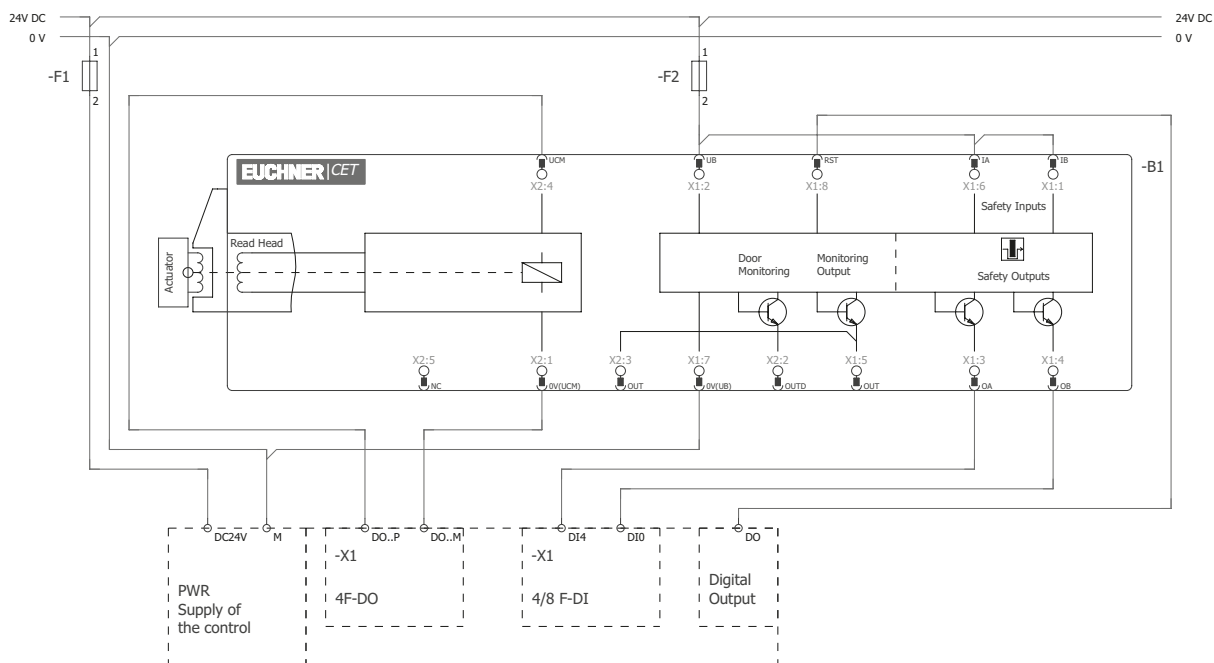 24V DC
24V DC
0 V
0 V
1
1
-F1
-F2
2
2
EUCHNER CET
UCM
UB
RST
IA
IB
-B1
X2:4
X1:2
X1:8
X1:6
X1:1
Safety Inputs
Actuator
Read Head
Door
Monitoring
Monitoring
Output
Safety Outputs
X2:5
X2:1
X2:3
X1:7
X2:2
X1:5
X1:3
X1:4
NC
0V(UCM)
OUT
0V(UB)
OUTD
OUT
OA
OB
DC24V
M
DO..P
DO..M
DI4
DI0
DO
-X1
-X1
PWR
Supply of
the control
4F-DO
4/8 F-DI
Digital
Output